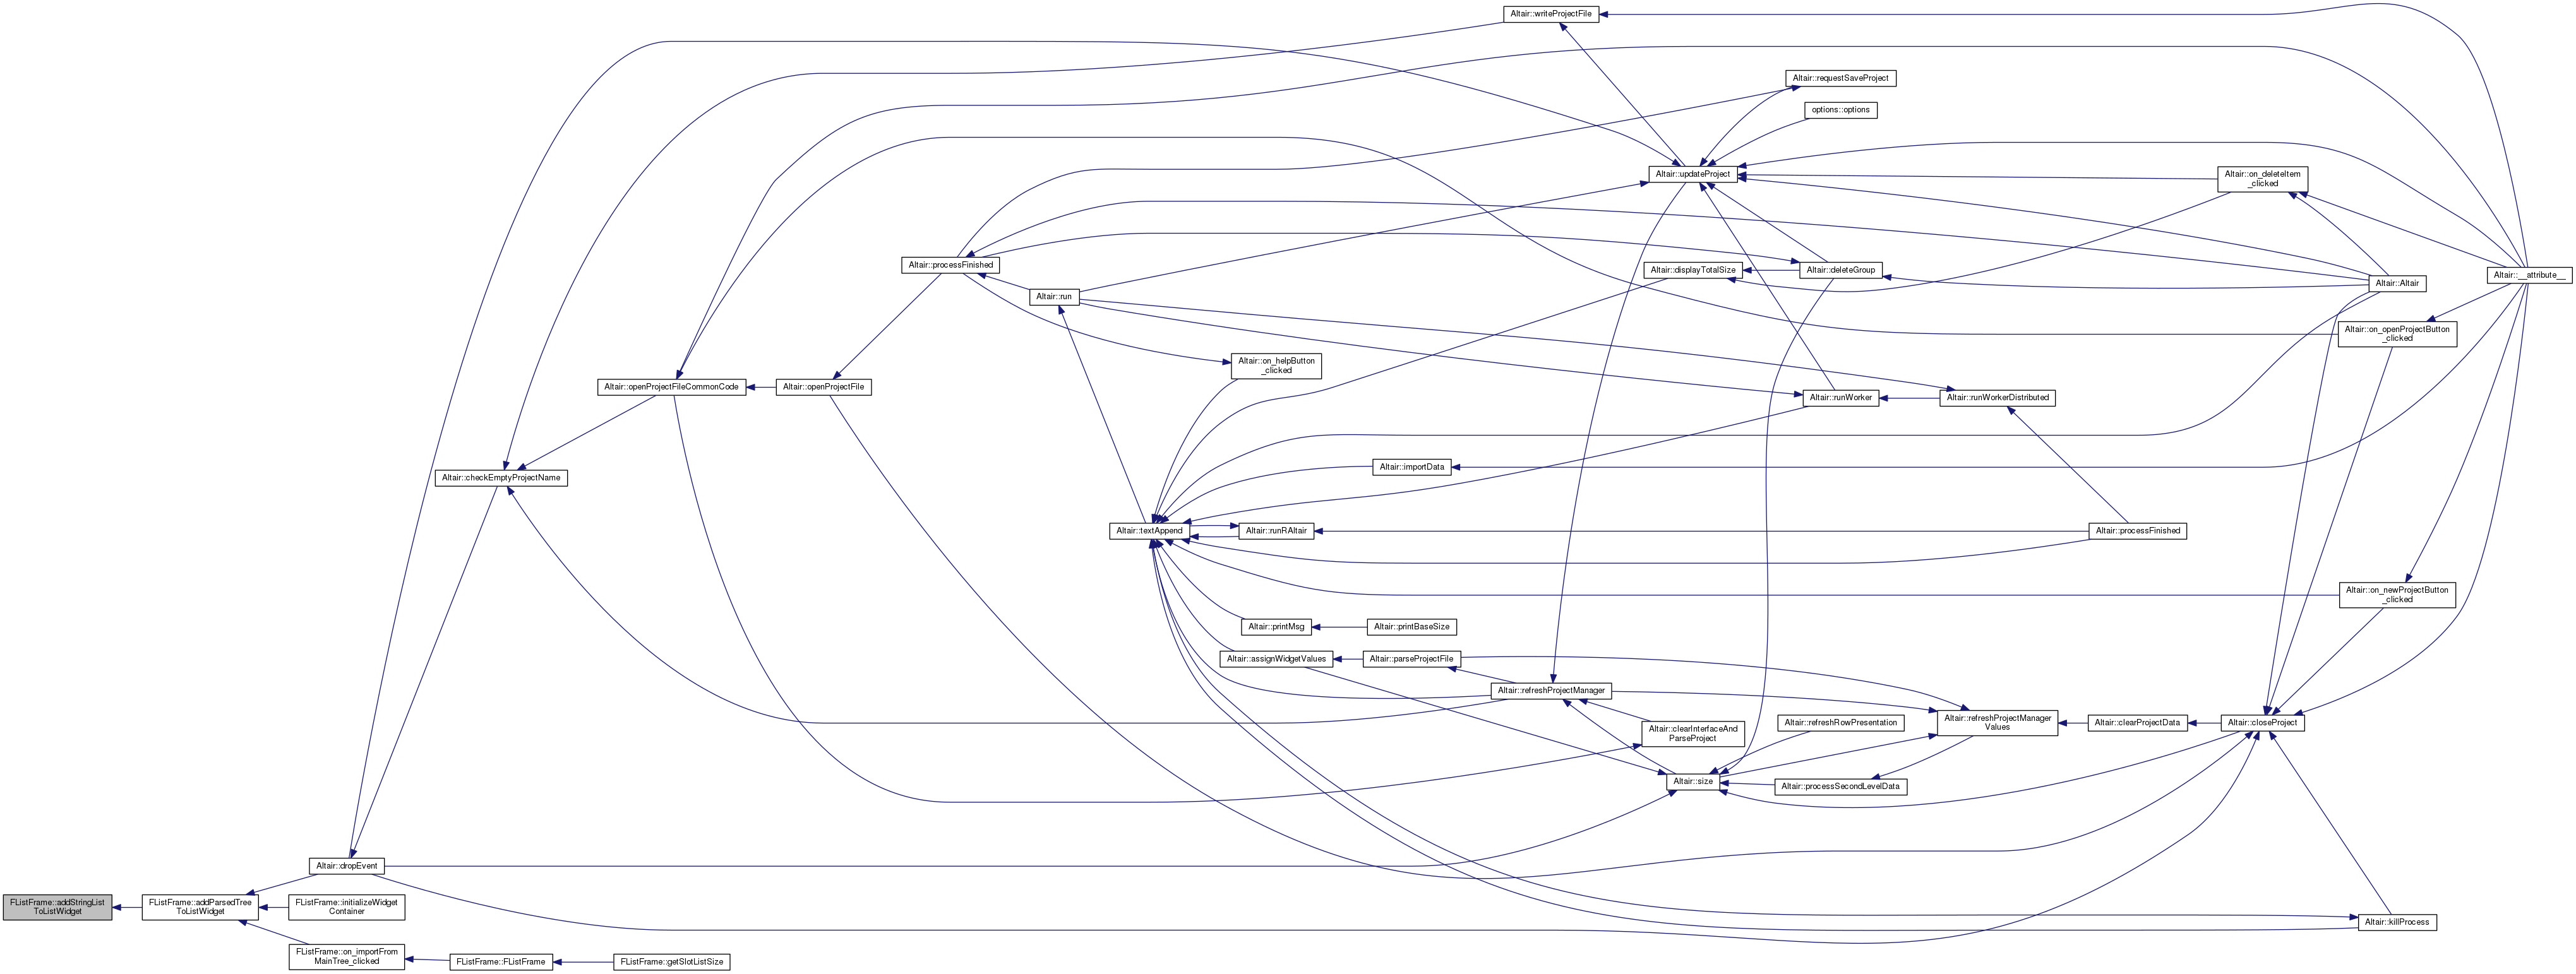 Altair::writeProjectFile
Altair::requestSaveProject
options::options
Altair::updateProject
Altair::on_deleteItem
_clicked
Altair::processFinished
Altair::displayTotalSize
Altair::deleteGroup
Altair::__attribute__
Altair::Altair
Altair::run
Altair::on_openProjectButton
_clicked
Altair::on_helpButton
_clicked
Altair::openProjectFileCommonCode
Altair::openProjectFile
Altair::runWorker
Altair::runWorkerDistributed
Altair::importData
Altair::checkEmptyProjectName
Altair::textAppend
Altair::runRAltair
Altair::processFinished
Altair::on_newProjectButton
_clicked
Altair::printMsg
Altair::printBaseSize
Altair::assignWidgetValues
Altair::parseProjectFile
Altair::refreshProjectManager
Altair::refreshRowPresentation
Altair::refreshProjectManager
Values
Altair::clearProjectData
Altair::closeProject
Altair::clearInterfaceAnd
ParseProject
Altair::size
Altair::processSecondLevelData
Altair::dropEvent
FListFrame::addStringList
ToListWidget
FListFrame::addParsedTree
ToListWidget
FListFrame::initializeWidget
Container
Altair::killProcess
FListFrame::on_importFrom
MainTree_clicked
FListFrame::FListFrame
FListFrame::getSlotListSize